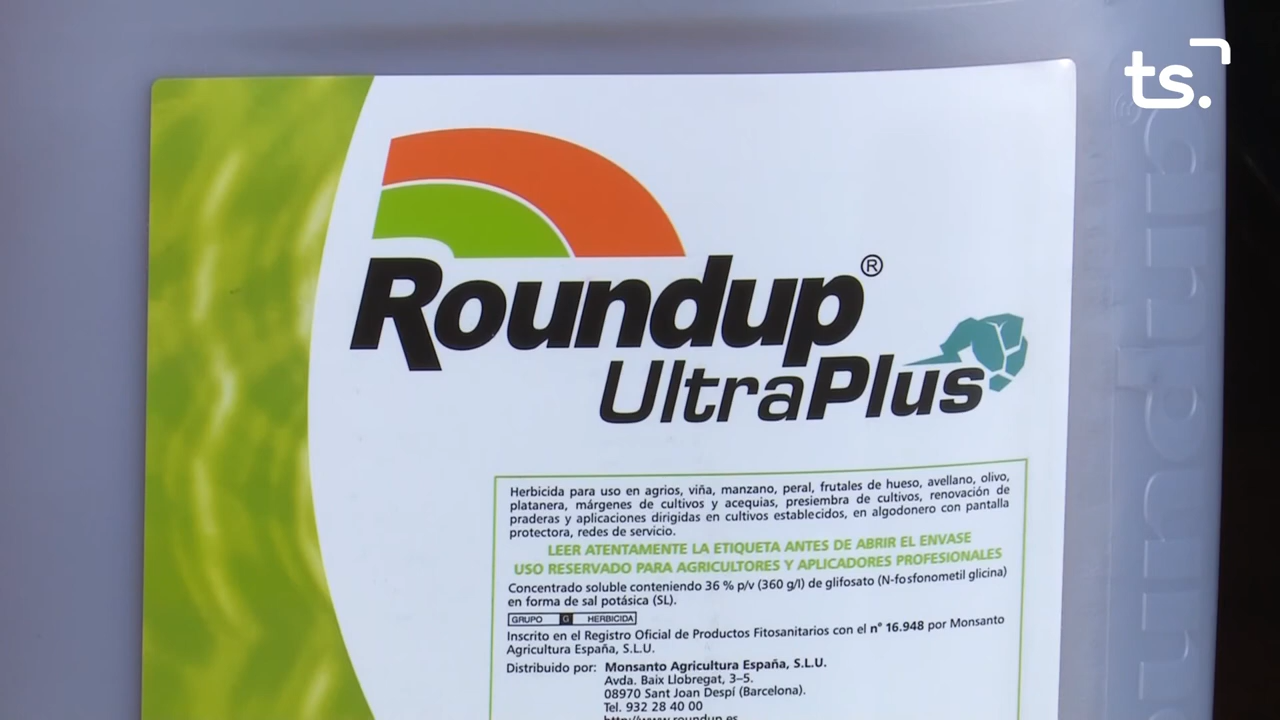 ts.
Roundup®
UltraPlus
Herbicida para uso en agrios, viña, manzano, peral, frutales de hueso, avellano, olivo,
platanera, márgenes de cultivos y acequias, presiembra de cultivos, renovación de
praderas y aplicaciones dirigidas en cultivos establecidos, en algodonero con pantalla
protectora, redes de servicio.
LEER ATENTAMENTE LA ETIQUETA ANTES DE ABRIR EL ENVASE
USO RESERVADO PARA AGRICULTORES Y APLICADORES PROFESIONALES
Concentrado soluble conteniendo 36 % p/v (360 g/l) de glifosato (N-fosfonometil glicina)
en forma de sal potásica (SL).
GRUPO G HERBICIDA
Inscrito en el Registro Oficial de Productos Fitosanitarios con el n° 16.948 por Monsanto
Agricultura España, S.L.U.
Distribuido por: Monsanto Agricultura España, S.L.U.
Avda. Baix Llobregat, 3–5.
08970 Sant Joan Despí (Barcelona).
Tel. 932 28 40 00
http://www.roundup.es